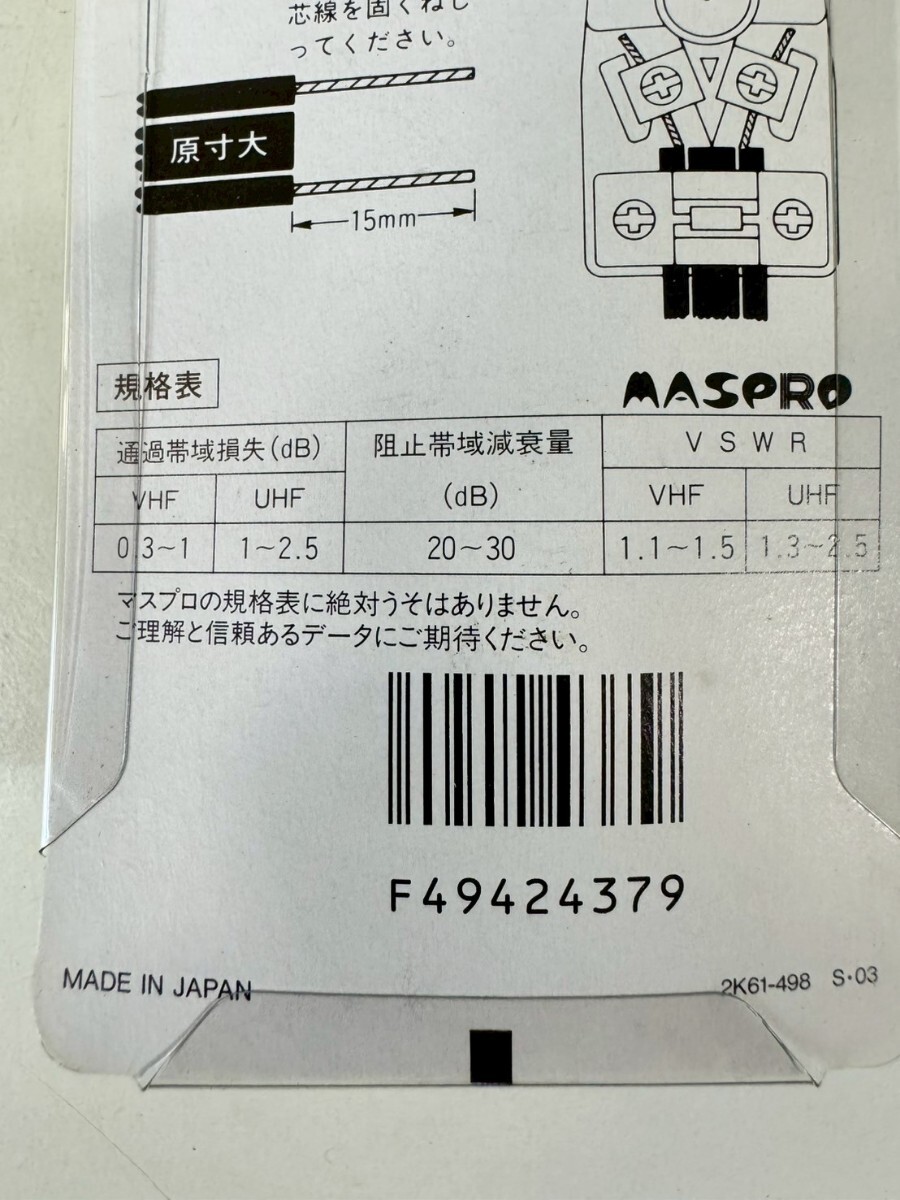 芯線を固くねじ
ってください。
原寸大
15mm
規格表
MASPRO
通過帯域損失(dB) 阻止帯域減衰量 VSWR
VHF UHF (dB) VHF UHF
0.3~1 1~2.5 20~30 1.1~1.5 1.3~2.5
マスプロの規格表に絶対うそはありません。
ご理解と信頼あるデータにご期待ください。
F49424379
MADE IN JAPAN 2K61-498 S・03